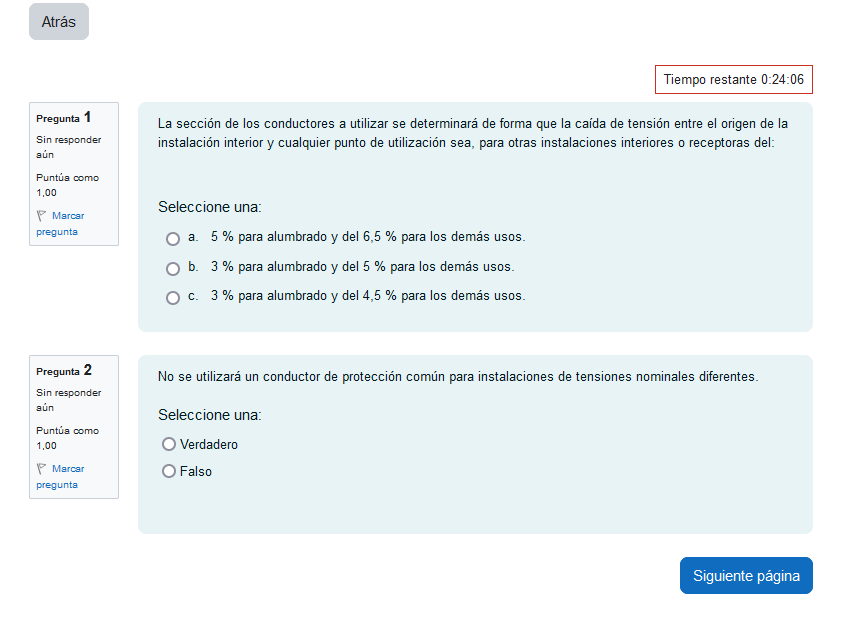 Atrás
Tiempo restante 0:24:06
Pregunta 1
Sin responder
aún
Puntúa como
1,00
Marcar
pregunta
La sección de los conductores a utilizar se determinará de forma que la caída de tensión entre el origen de la
instalación interior y cualquier punto de utilización sea, para otras instalaciones interiores o receptoras del:
Seleccione una:
a. 5 % para alumbrado y del 6,5 % para los demás usos.
b. 3 % para alumbrado y del 5 % para los demás usos.
c. 3 % para alumbrado y del 4,5 % para los demás usos.
Pregunta 2
Sin responder
aún
Puntúa como
1,00
Marcar
pregunta
No se utilizará un conductor de protección común para instalaciones de tensiones nominales diferentes.
Seleccione una:
Verdadero
Falso
Siguiente página